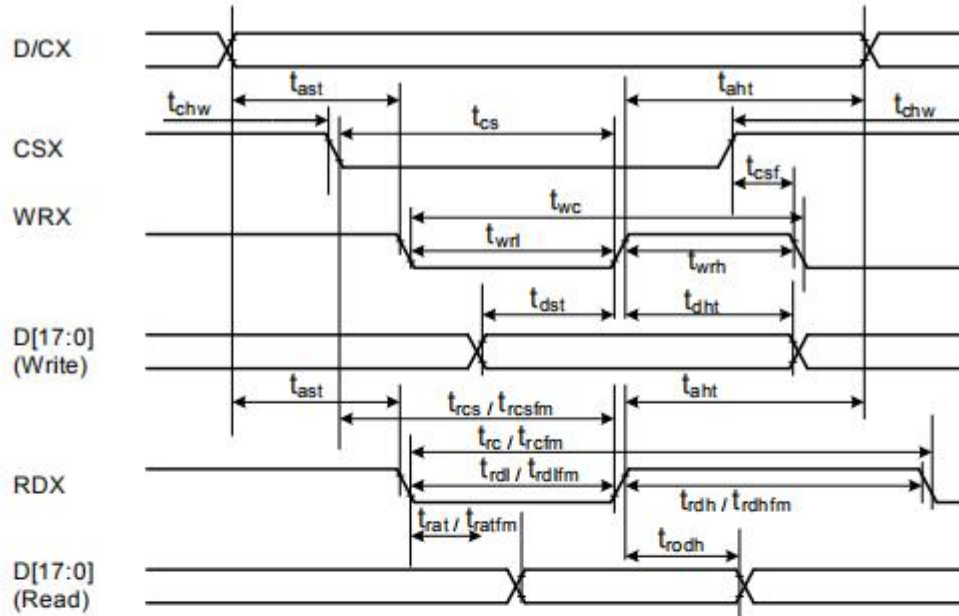 D/CX
tast
taht
tchw
tcs
tchw
CSX
tcsf
WRX
twc
twrl
twrh
tdst
tdht
D[17:0]
(Write)
tast
trcs / trcsfm
taht
trc / trcfm
RDX
trdl / trdlfm
trdh / trdhfm
trat / tratfm
trodh
D[17:0]
(Read)